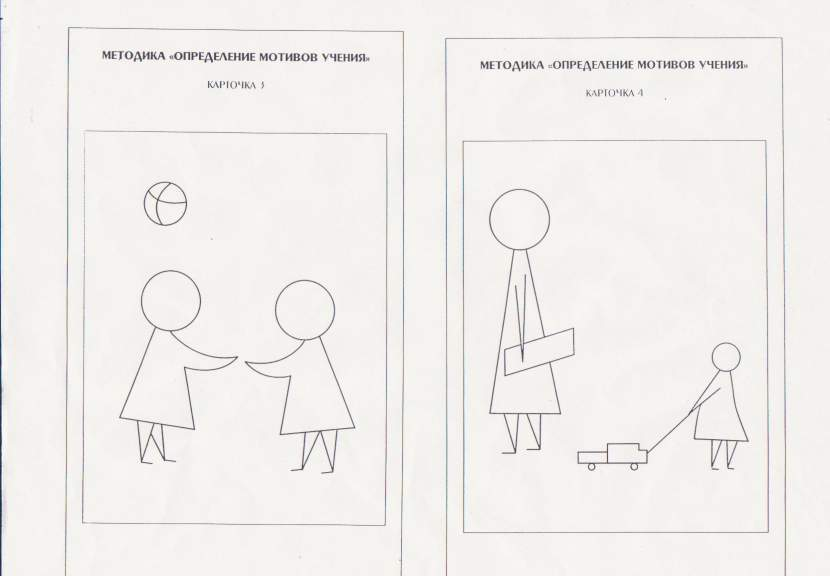 МЕТОДИКА «ОПРЕДЕЛЕНИЕ МОТИВОВ УЧЕНИЯ»
КАРТОЧКА 3
МЕТОДИКА «ОПРЕДЕЛЕНИЕ МОТИВОВ УЧЕНИЯ»
КАРТОЧКА 4